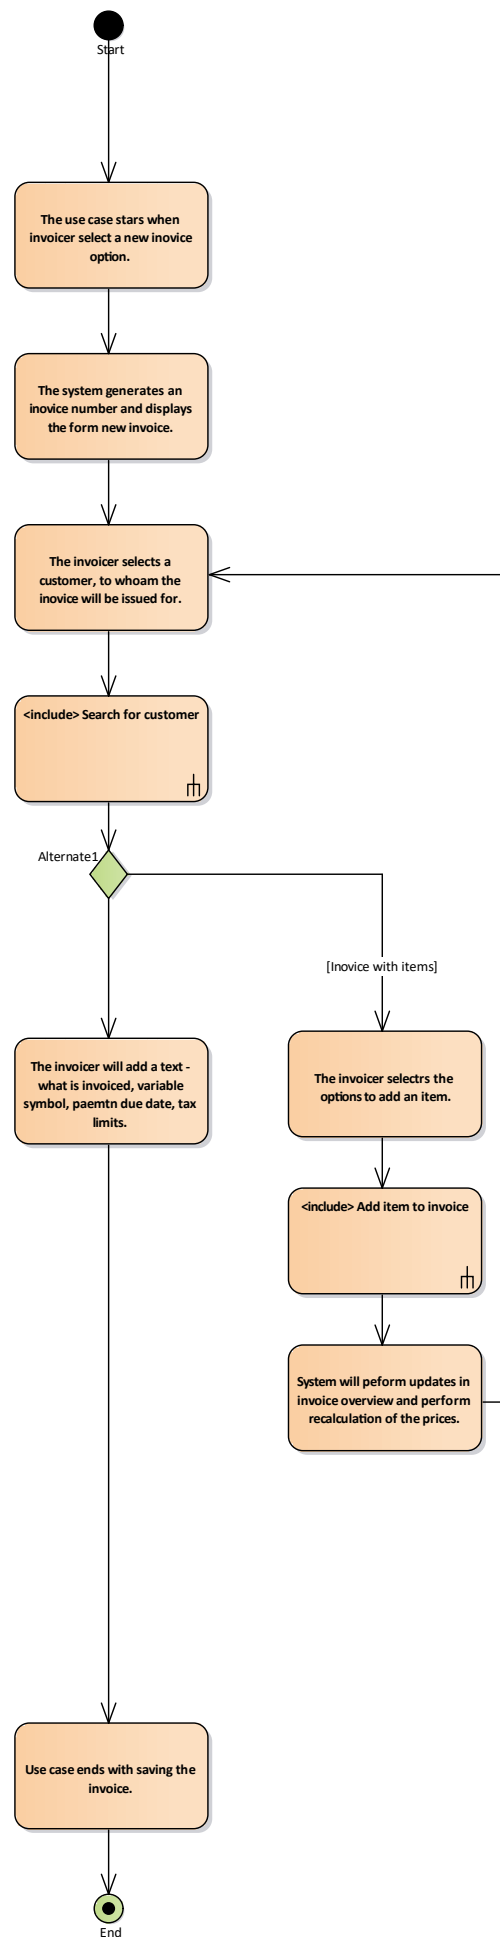 Start
The use case stars when
invoicer select a new inovice
option.
The system generates an
inovice number and displays
the form new invoice.
The invoicer selects a
customer, to whoam the
inovice will be issued for.
<include> Search for customer
Alternate1
[Inovice with items]
The invoicer will add a text -
what is invoiced, variable
symbol, paemtn due date, tax
limits.
The invoicer selectrs the
options to add an item.
<include> Add item to invoice
System will peform updates in
invoice overview and perform
recalculation of the prices.
Use case ends with saving the
invoice.
End